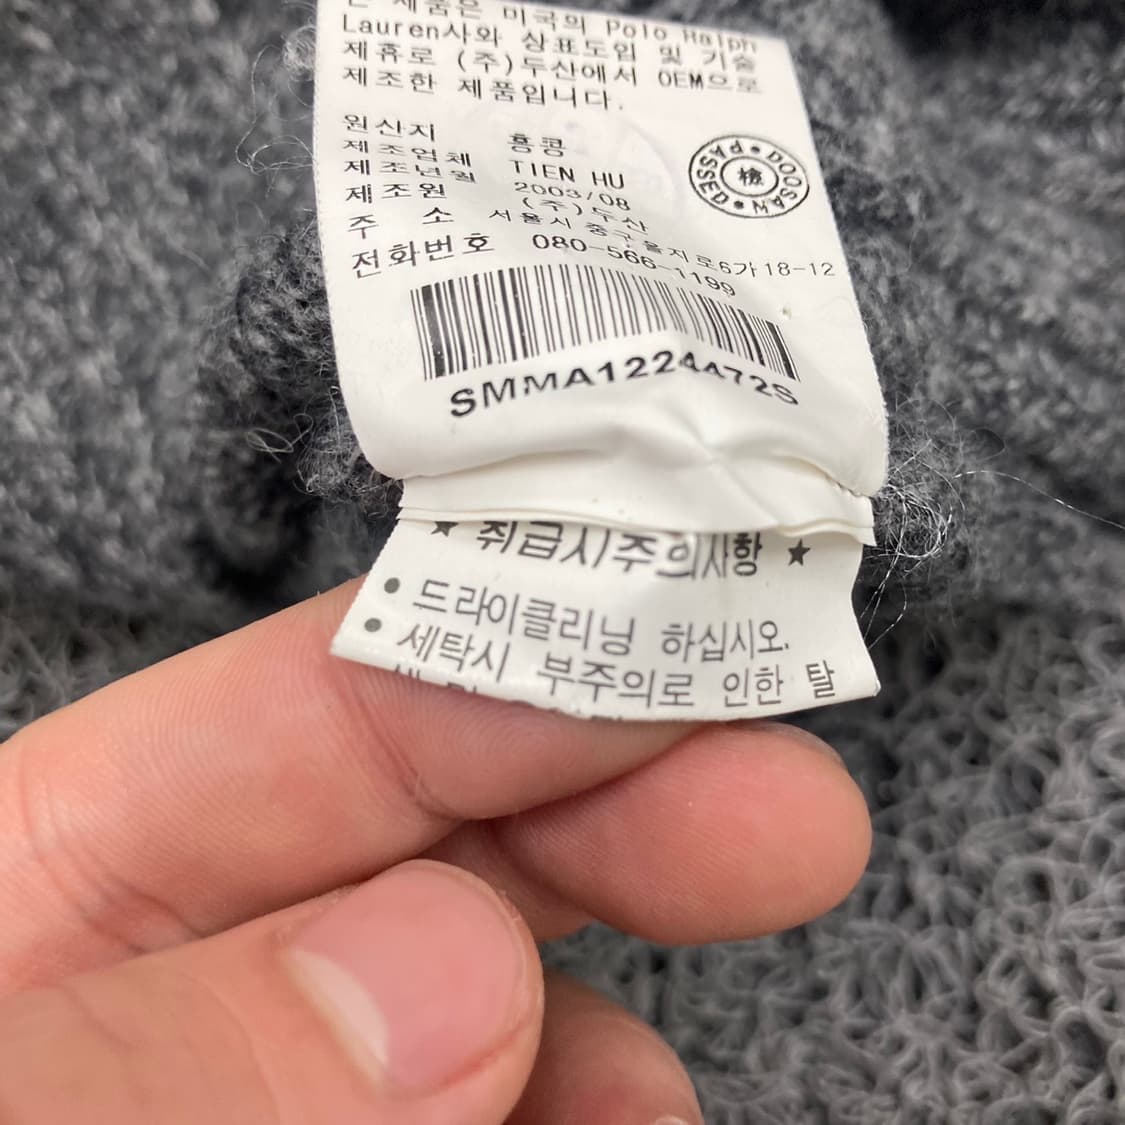 제품은 미국의 Polo Ralph
Lauren사와 상표도입 및 기술
제휴로 (주)두산에서 OEM으로
제조한 제품입니다.
원산지 홍콩
제조업체 TIEN HU
제조년월 2003/08
제조원 (주)두산
주 소 서울시 중구 을지로6가 18-12
전화번호 080-566-1199
DOOSAN PASSED
檢
SMMA1224A72S
★ 취급시주의사항 ★
● 드라이클리닝 하십시오.
● 세탁시 부주의로 인한 탈